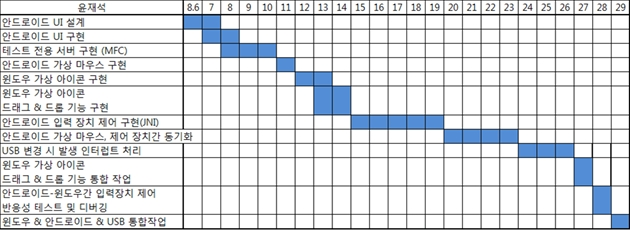 윤재석 8.6 7 8 9 10 11 12 13 14 15 16 17 18 19 20 21 22 23 24 25 26 27 28 29
안드로이드 UI 설계
안드로이드 UI 구현
테스트 전용 서버 구현 (MFC)
안드로이드 가상 마우스 구현
윈도우 가상 아이콘 구현
윈도우 가상 아이콘
드래그 & 드롭 기능 구현
안드로이드 입력 장치 제어 구현(JNI)
안드로이드 가상 마우스, 제어 장치간 동기화
USB 변경 시 발생 인터럽트 처리
윈도우 가상 아이콘
드래그 & 드롭 기능 통합 작업
안드로이드-윈도우간 입력장치 제어
반응성 테스트 및 디버깅
윈도우 & 안드로이드 & USB 통합작업